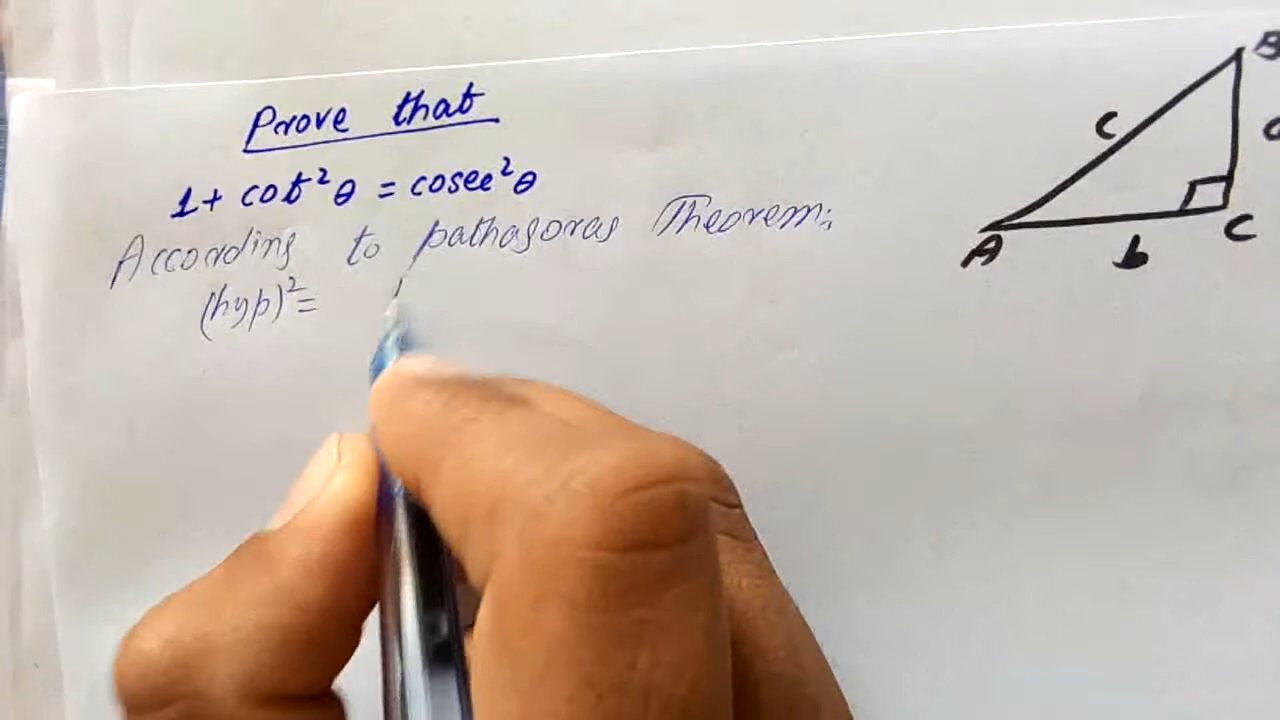 Prove that
1 + cot²θ = cosec²θ
According to pathagoras Theorem:
(hyp)² =
B
c
A
b
C